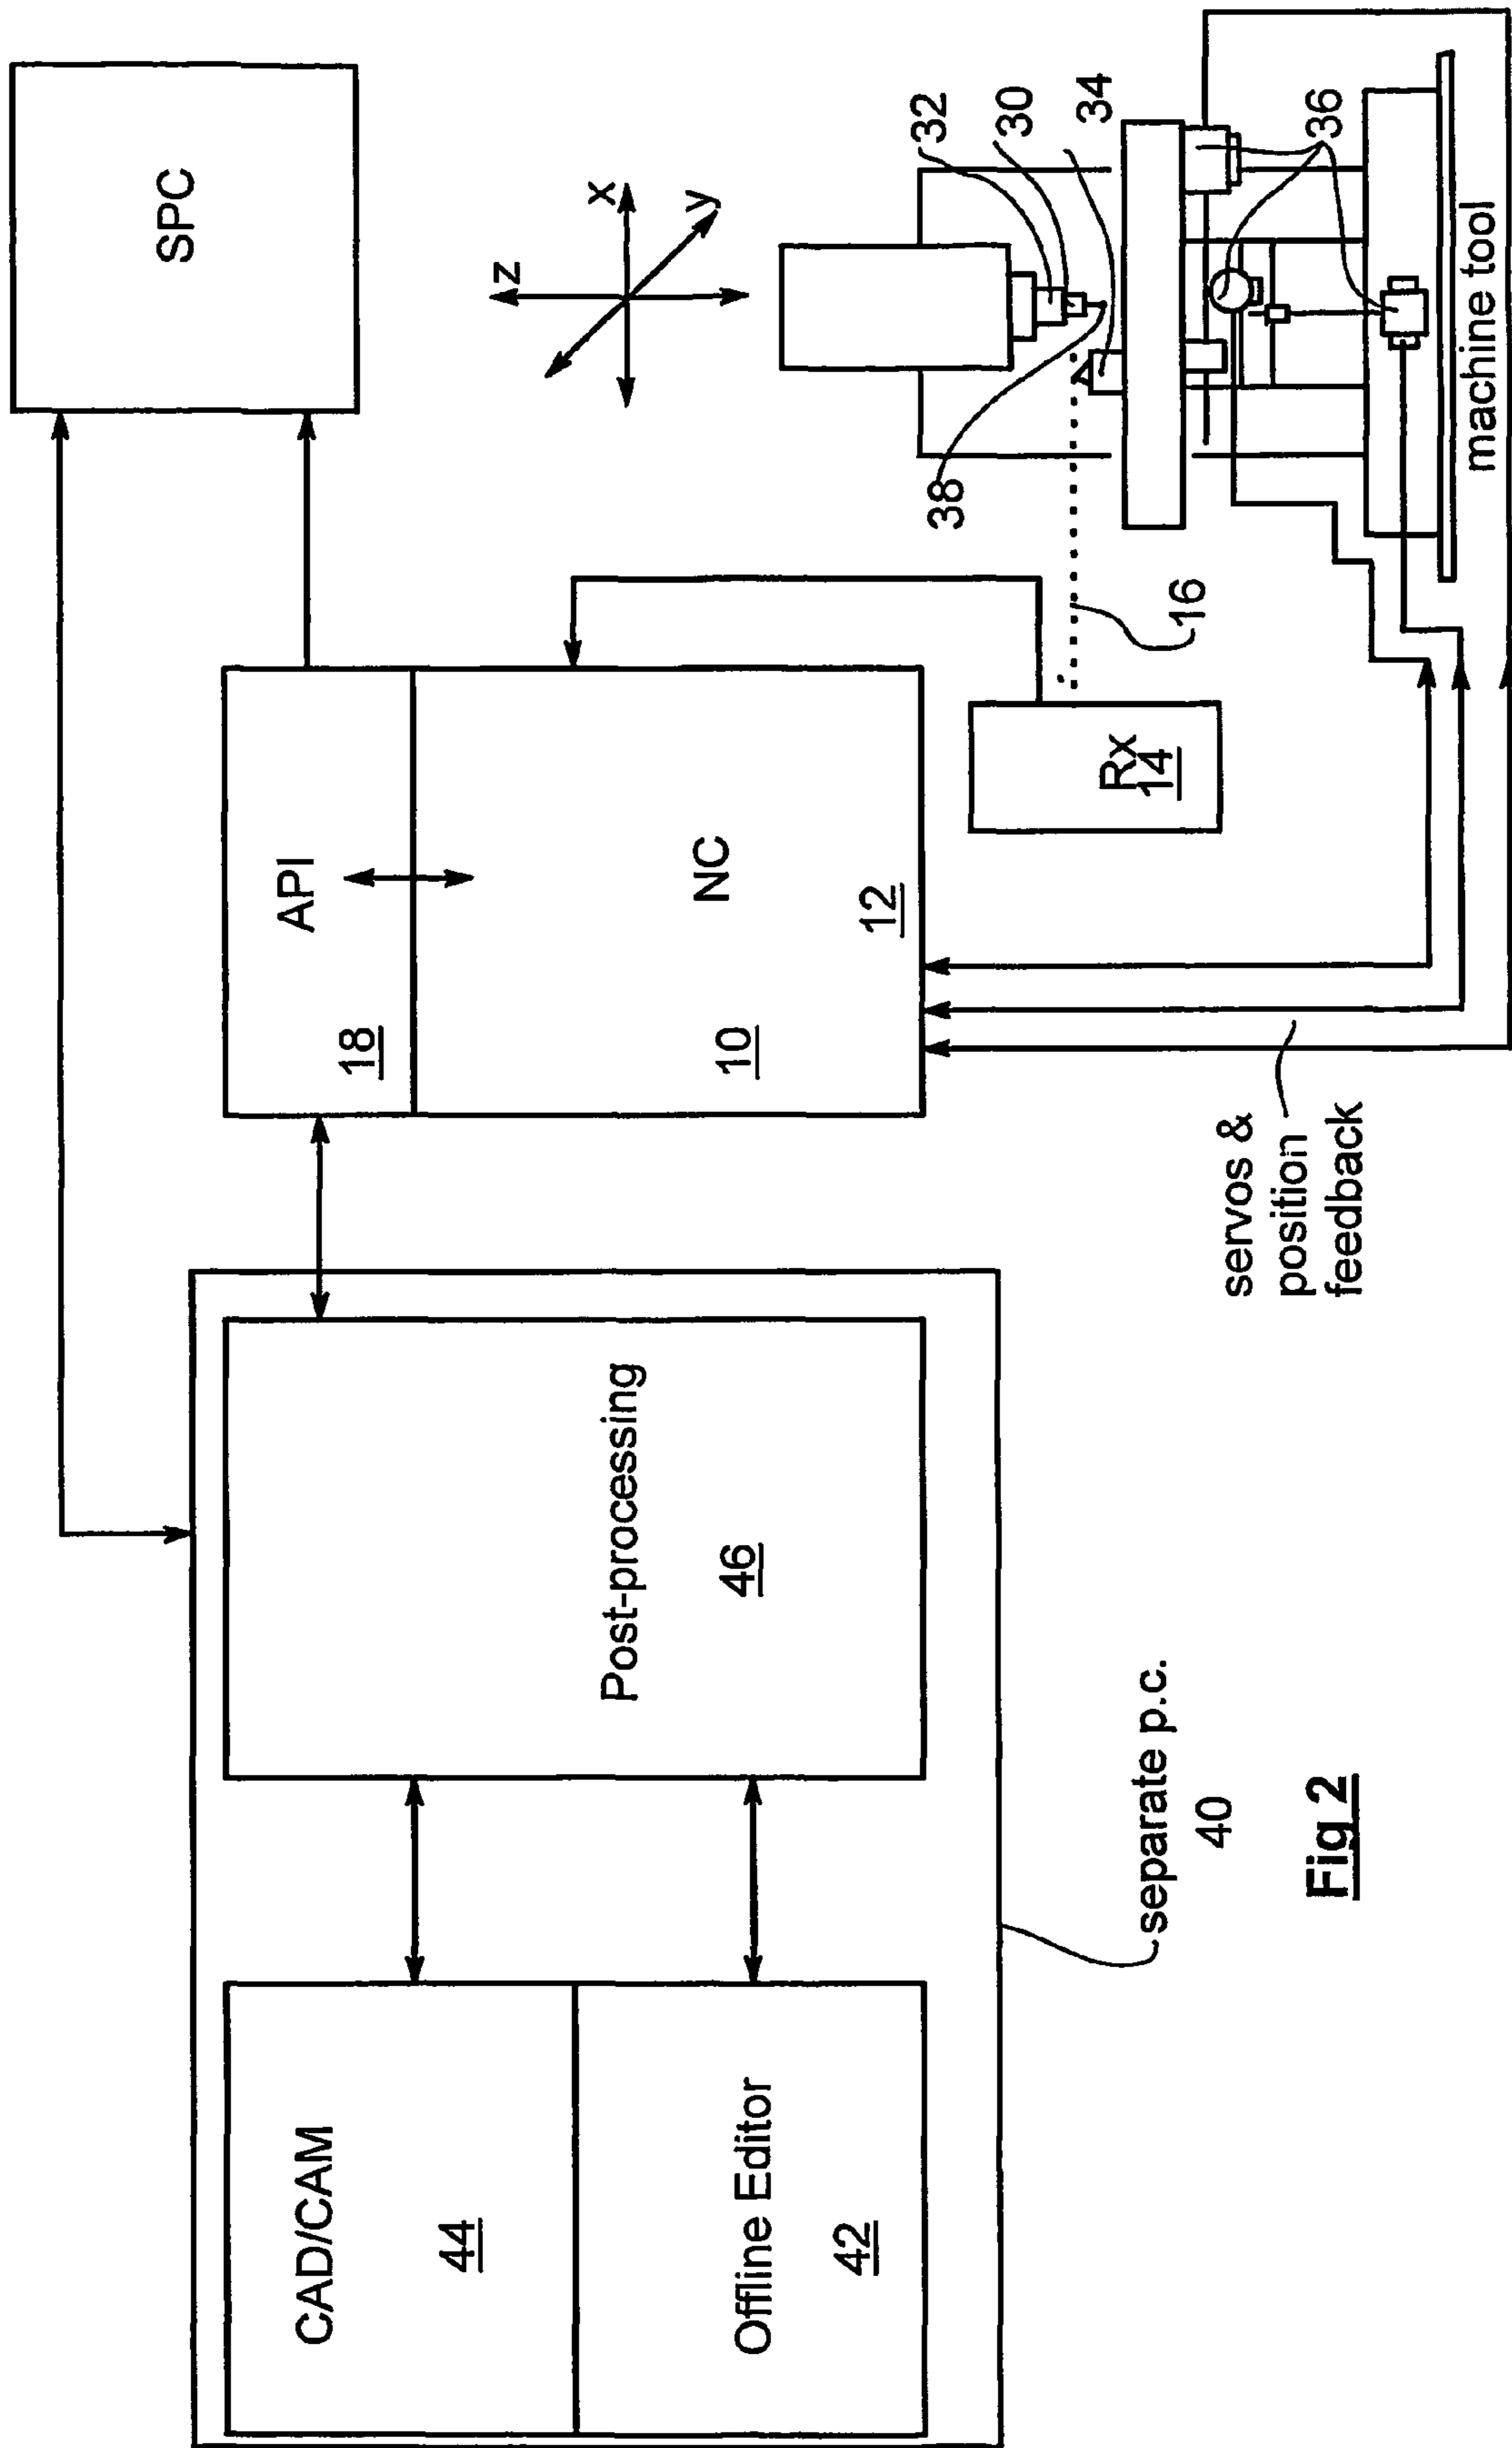 CAD/CAM
44
Offline Editor
42
Post-processing
46
separate p.c.
40
API
18
NC
10
12
servos &
position
feedback
Rx
14
16
SPC
z
x
y
32
30
34
38
36
machine tool
Fig 2